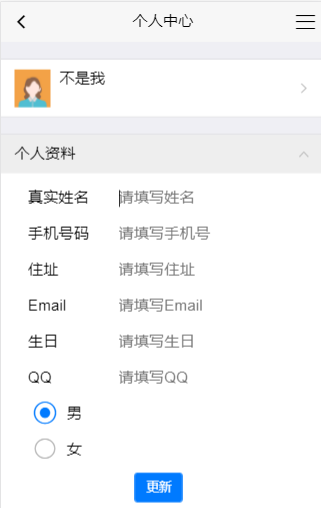 个人中心
不是我
个人资料
真实姓名 请填写姓名
手机号码 请填写手机号
住址 请填写住址
Email 请填写Email
生日 请填写生日
QQ 请填写QQ
男
女
更新